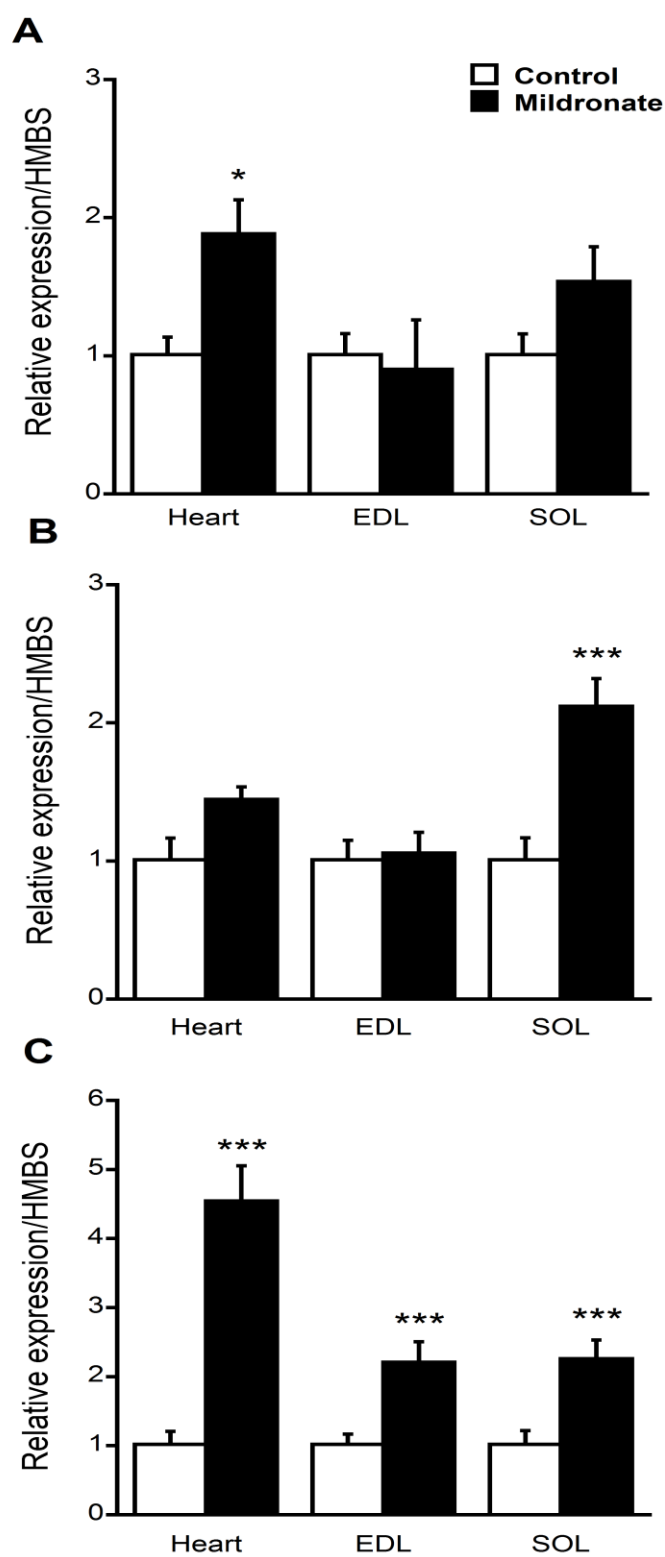 A
Control
Mildronate
Relative expression/HMBS
3
2
1
0
*
Heart EDL SOL
B
Relative expression/HMBS
3
2
1
0
***
Heart EDL SOL
C
Relative expression/HMBS
6
5
4
3
2
1
0
*** *** ***
Heart EDL SOL